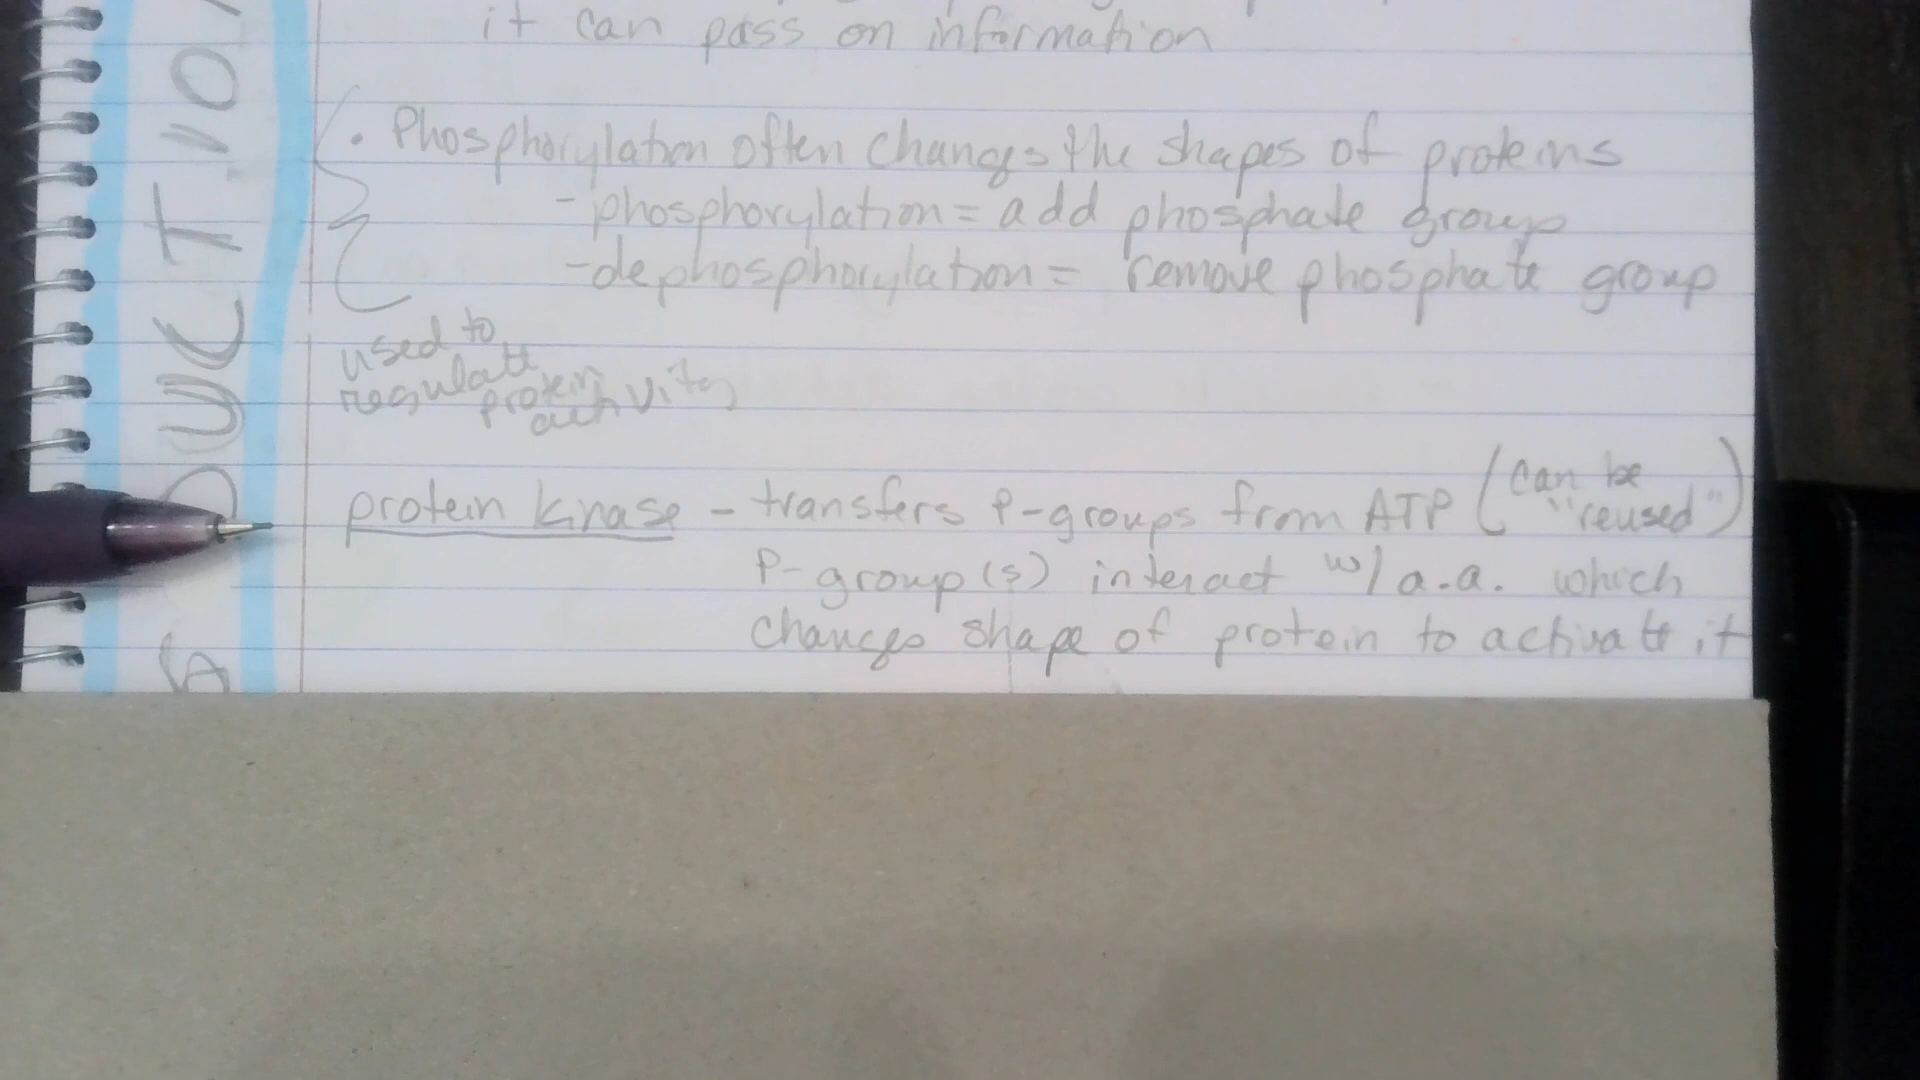 it can pass on information
• Phosphorylation often changes the shapes of proteins
- phosphorylation = add phosphate group
- dephosphorylation = remove phosphate group
used to
regulate
protein
activity
protein kinase - transfers P-groups from ATP (can be "reused")
P-group(s) interact w/ a.a. which
changes shape of protein to activate it